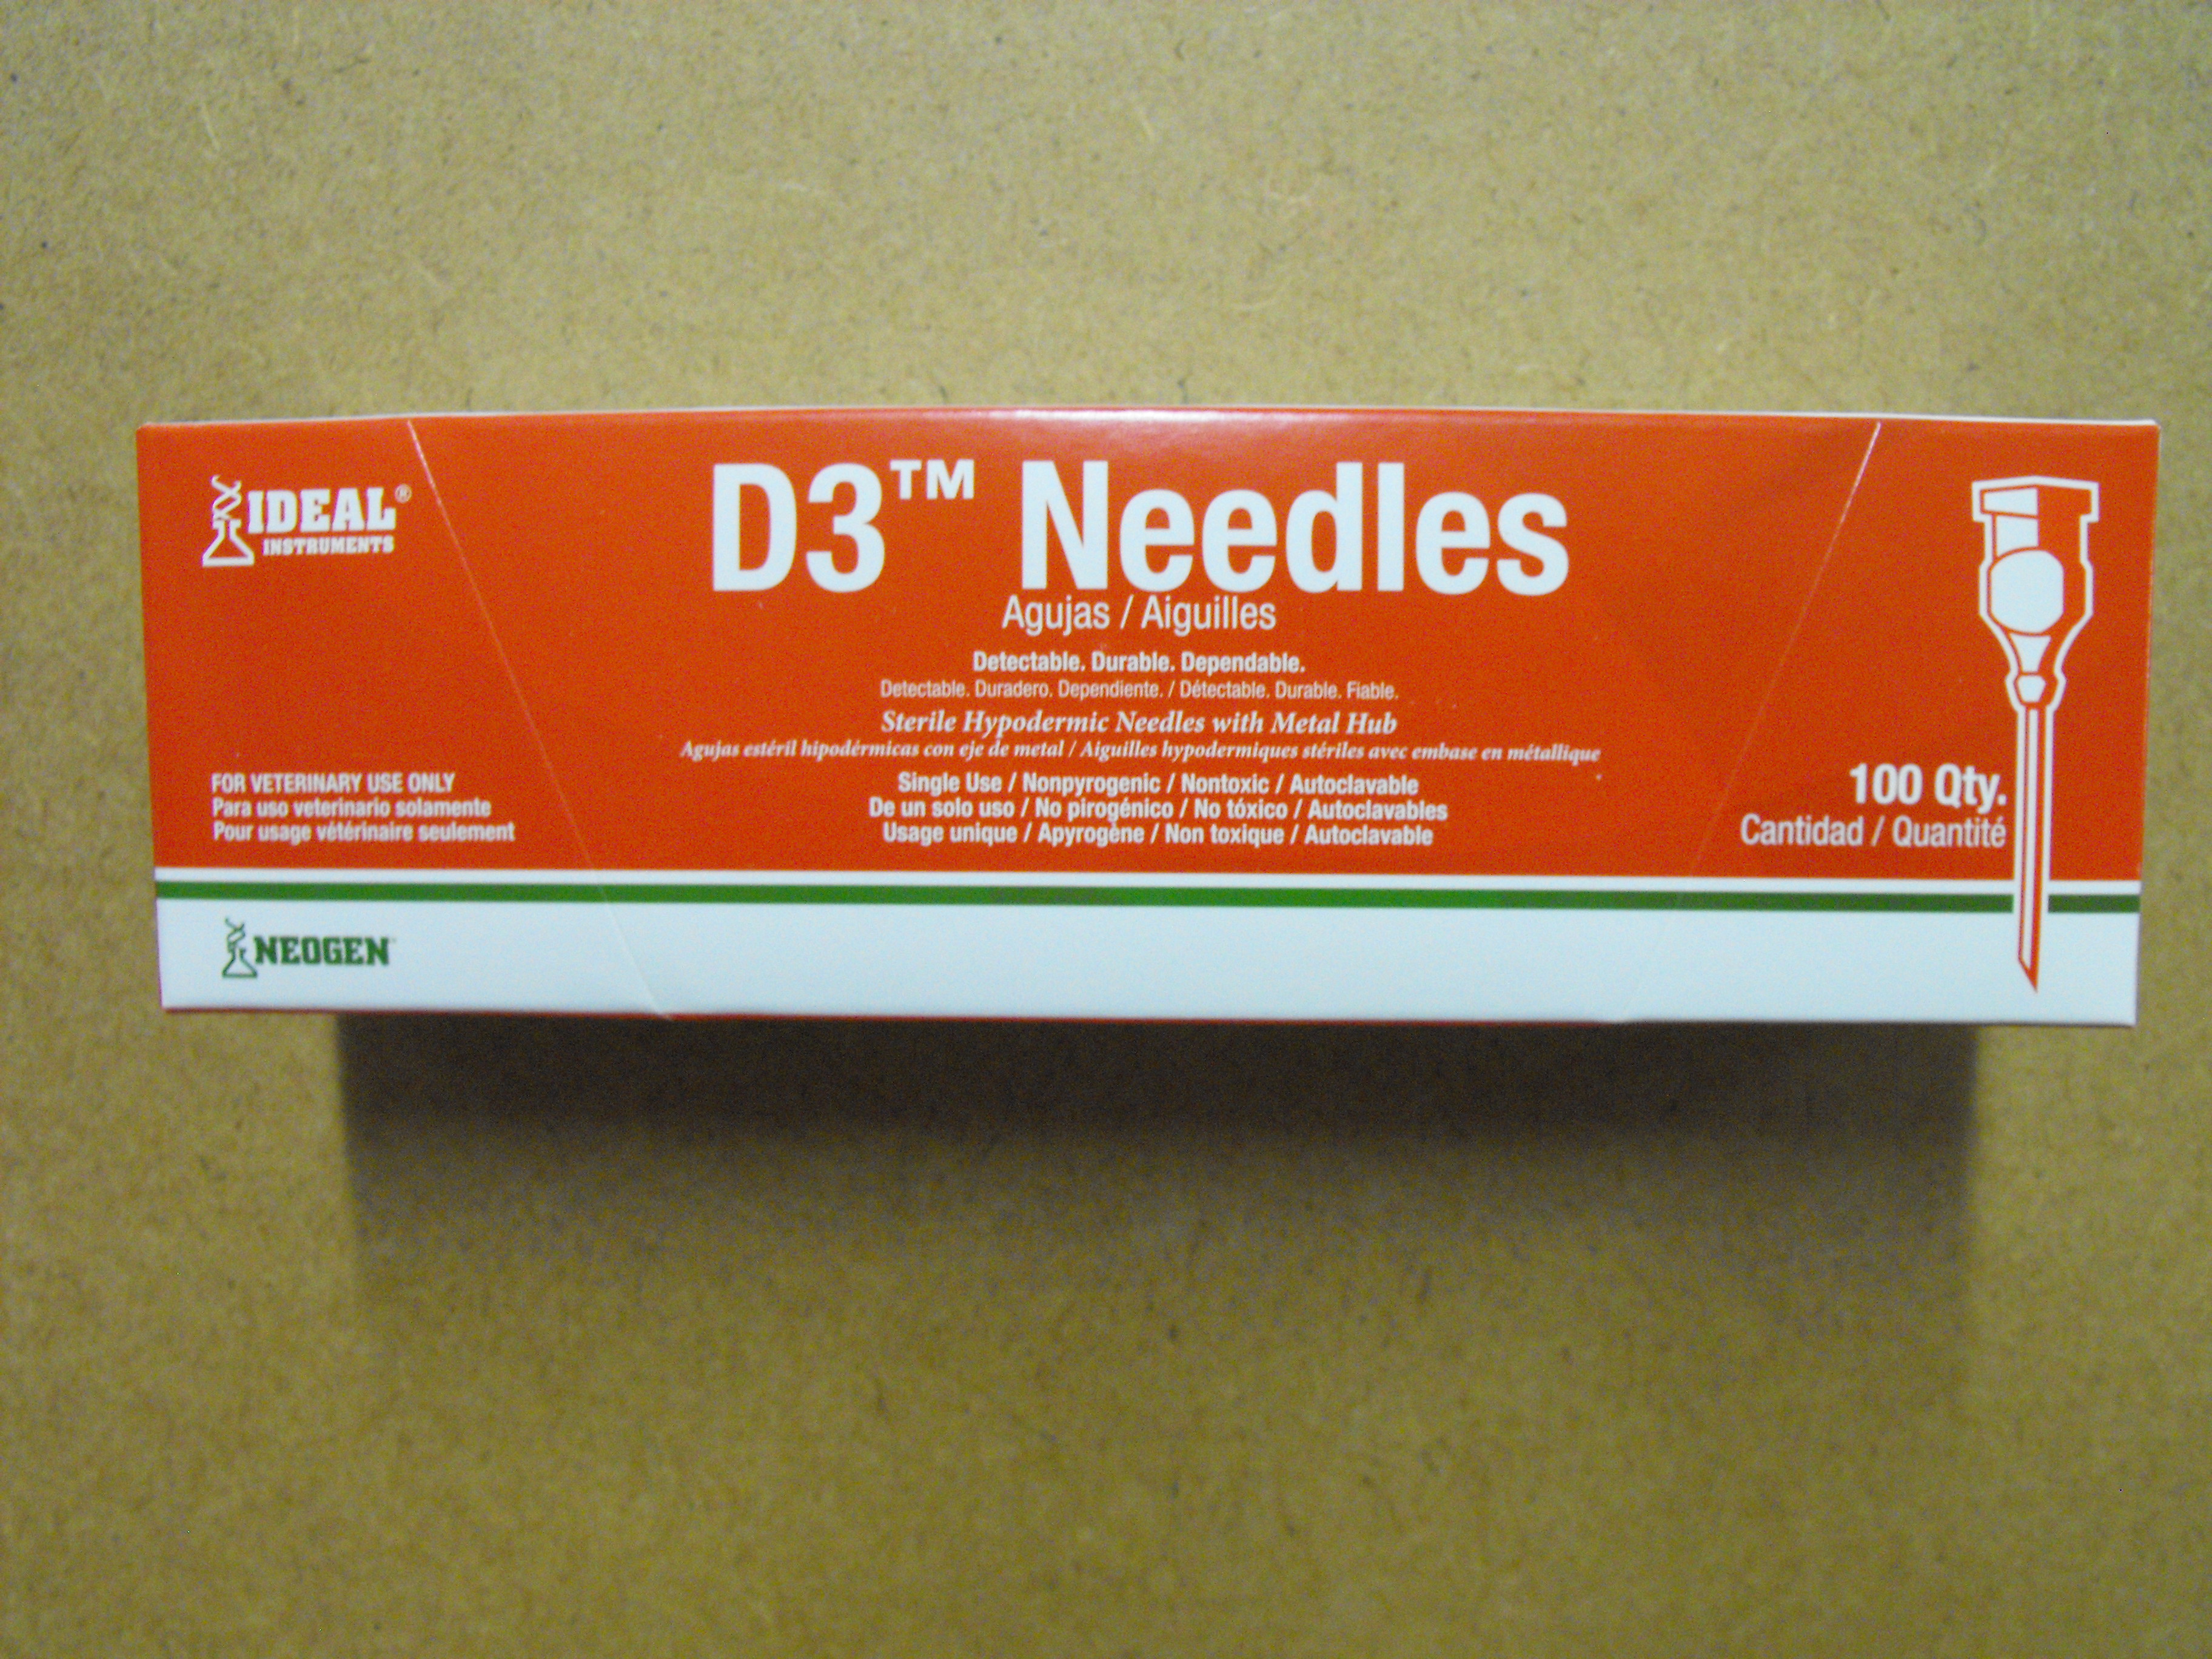 IDEAL®
INSTRUMENTS
D3™ Needles
Agujas / Aiguilles
Detectable. Durable. Dependable.
Detectable. Duradero. Dependiente. / Détectable. Durable. Fiable.
Sterile Hypodermic Needles with Metal Hub
Agujas estéril hipodérmicas con eje de metal / Aiguilles hypodermiques stériles avec embase en métallique
Single Use / Nonpyrogenic / Nontoxic / Autoclavable
De un solo uso / No pirogénico / No tóxico / Autoclavables
Usage unique / Apyrogène / Non toxique / Autoclavable
FOR VETERINARY USE ONLY
Para uso veterinario solamente
Pour usage vétérinaire seulement
100 Qty.
Cantidad / Quantité
NEOGEN